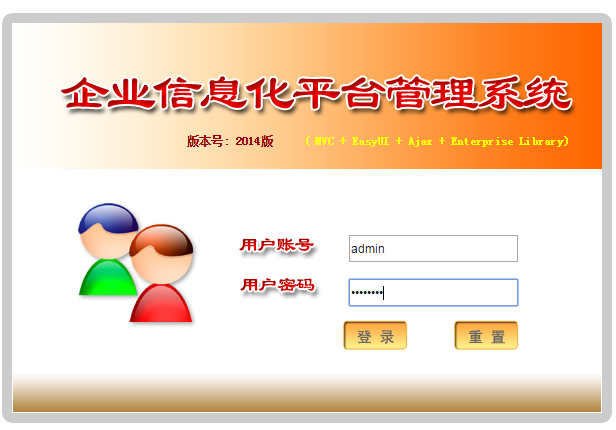 企业信息化平台管理系统
版本号: 2014版 ( MVC + EasyUI + Ajax + Enterprise Library)
用户账号 admin
用户密码 ••••••••
登 录 重 置